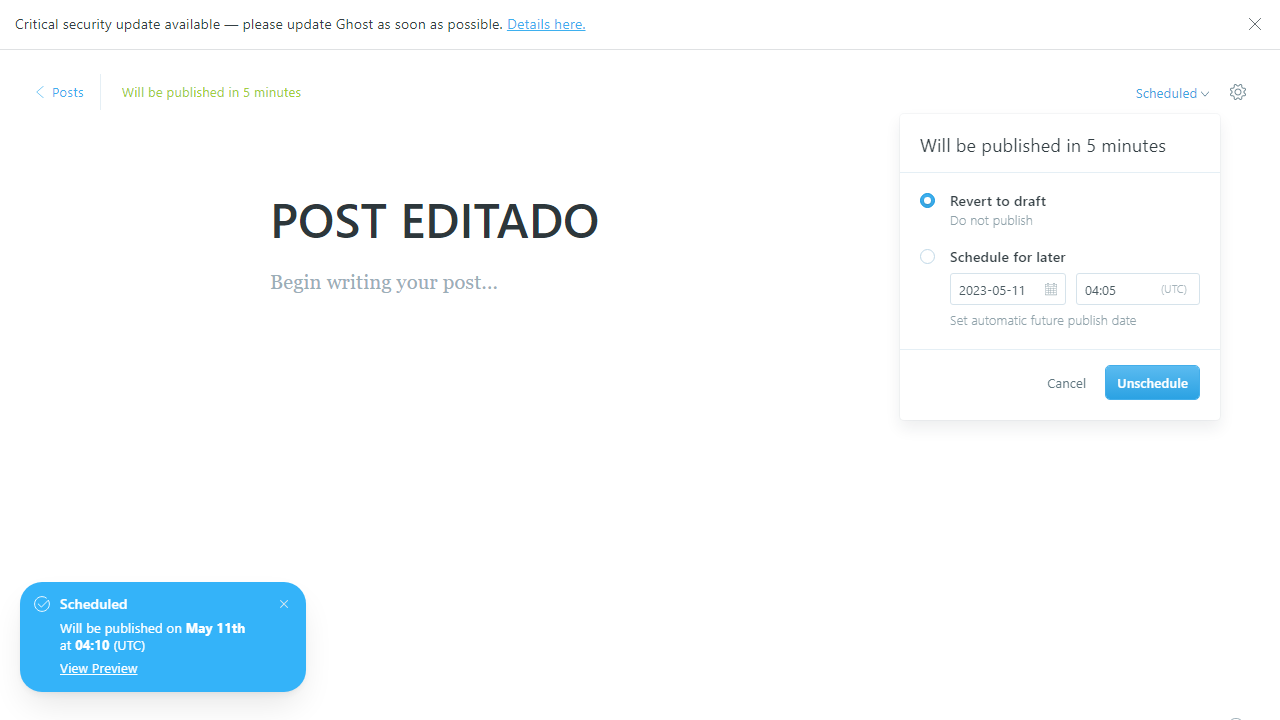 Critical security update available — please update Ghost as soon as possible. Details here.
Posts
Will be published in 5 minutes
Scheduled
Will be published in 5 minutes
POST EDITADO
Begin writing your post...
Revert to draft
Do not publish
Schedule for later
2023-05-11
04:05
(UTC)
Set automatic future publish date
Cancel
Unschedule
Scheduled
Will be published on May 11th
at 04:10 (UTC)
View Preview